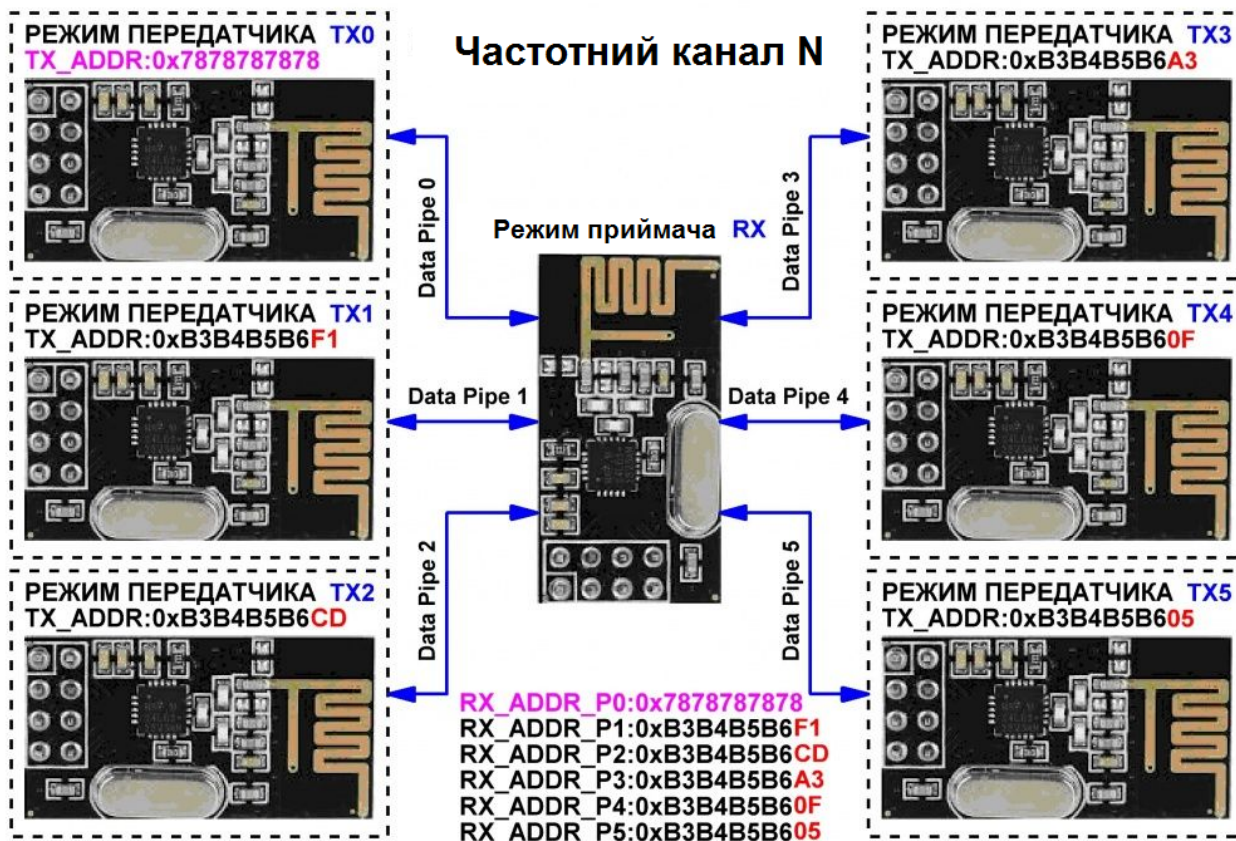 Частотний канал N
РЕЖИМ ПЕРЕДАТЧИКА TX0
TX_ADDR:0x7878787878
РЕЖИМ ПЕРЕДАТЧИКА TX1
TX_ADDR:0xB3B4B5B6F1
РЕЖИМ ПЕРЕДАТЧИКА TX2
TX_ADDR:0xB3B4B5B6CD
Data Pipe 0
Data Pipe 1
Data Pipe 2
Режим приймача RX
Data Pipe 3
Data Pipe 4
Data Pipe 5
РЕЖИМ ПЕРЕДАТЧИКА TX3
TX_ADDR:0xB3B4B5B6A3
РЕЖИМ ПЕРЕДАТЧИКА TX4
TX_ADDR:0xB3B4B5B60F
РЕЖИМ ПЕРЕДАТЧИКА TX5
TX_ADDR:0xB3B4B5B605
RX_ADDR_P0:0x7878787878
RX_ADDR_P1:0xB3B4B5B6F1
RX_ADDR_P2:0xB3B4B5B6CD
RX_ADDR_P3:0xB3B4B5B6A3
RX_ADDR_P4:0xB3B4B5B60F
RX_ADDR_P5:0xB3B4B5B605